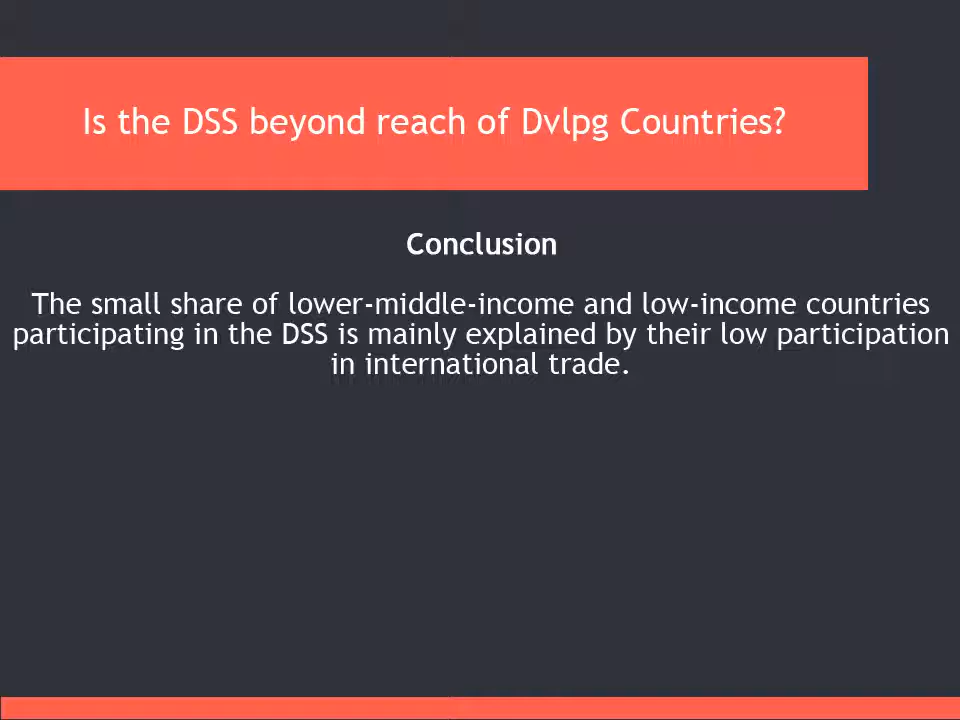 Is the DSS beyond reach of Dvlpg Countries?
Conclusion
The small share of lower-middle-income and low-income countries
participating in the DSS is mainly explained by their low participation
in international trade.